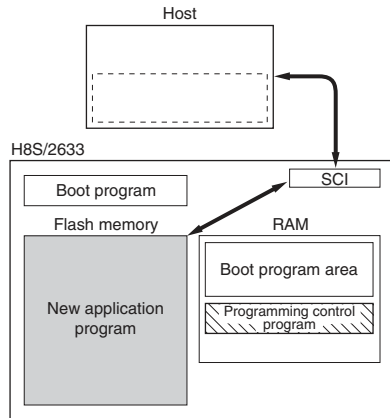 Host
H8S/2633
SCI
Boot program
Flash memory
RAM
Boot program area
New application
program
Programming control
program